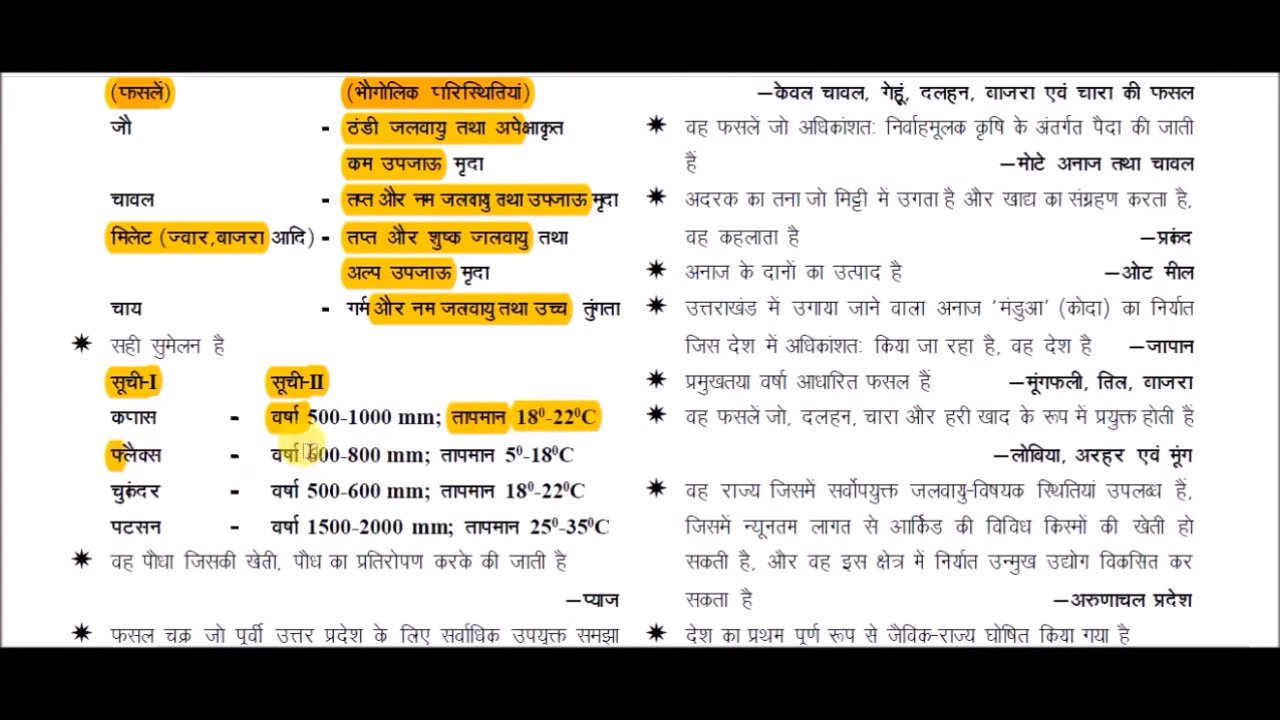 (फसलें) (भौगोलिक परिस्थितियां)
जौ - ठंडी जलवायु तथा अपेक्षाकृत
कम उपजाऊ मृदा
चावल - तप्त और नम जलवायु तथा उपजाऊ मृदा
मिलेट (ज्वार,बाजरा आदि) - तप्त और शुष्क जलवायु तथा
अल्प उपजाऊ मृदा
चाय - गर्म और नम जलवायु तथा उच्च तुंगता
✷ सही सुमेलन है
सूची-I सूची-II
कपास - वर्षा 500-1000 mm; तापमान 18⁰-22⁰C
फ्लैक्स - वर्षा 600-800 mm; तापमान 5⁰-18⁰C
चुकंदर - वर्षा 500-600 mm; तापमान 18⁰-22⁰C
पटसन - वर्षा 1500-2000 mm; तापमान 25⁰-35⁰C
✷ वह पौधा जिसकी खेती, पौध का प्रतिरोपण करके की जाती है
–प्याज
✷ फसल चक्र जो पूर्वी उत्तर प्रदेश के लिए सर्वाधिक उपयुक्त समझा
–केवल चावल, गेहूं, दलहन, बाजरा एवं चारा की फसल
✷ वह फसलें जो अधिकांशतः निर्वाहमूलक कृषि के अंतर्गत पैदा की जाती
हैं –मोटे अनाज तथा चावल
✷ अदरक का तना जो मिट्टी में उगता है और खाद्य का संग्रहण करता है,
वह कहलाता है –प्रकंद
✷ अनाज के दानों का उत्पाद है –ओट मील
✷ उत्तराखंड में उगाया जाने वाला अनाज ‘मंडुआ’ (कोदा) का निर्यात
जिस देश में अधिकांशतः किया जा रहा है, वह देश है –जापान
✷ प्रमुखतया वर्षा आधारित फसल हैं –मूंगफली, तिल, बाजरा
✷ वह फसलें जो, दलहन, चारा और हरी खाद के रूप में प्रयुक्त होती हैं
–लोबिया, अरहर एवं मूंग
✷ वह राज्य जिसमें सर्वोपयुक्त जलवायु-विषयक स्थितियां उपलब्ध हैं,
जिसमें न्यूनतम लागत से आर्किड की विविध किस्मों की खेती हो
सकती है, और वह इस क्षेत्र में निर्यात उन्मुख उद्योग विकसित कर
सकता है –अरुणाचल प्रदेश
✷ देश का प्रथम पूर्ण रूप से जैविक-राज्य घोषित किया गया है